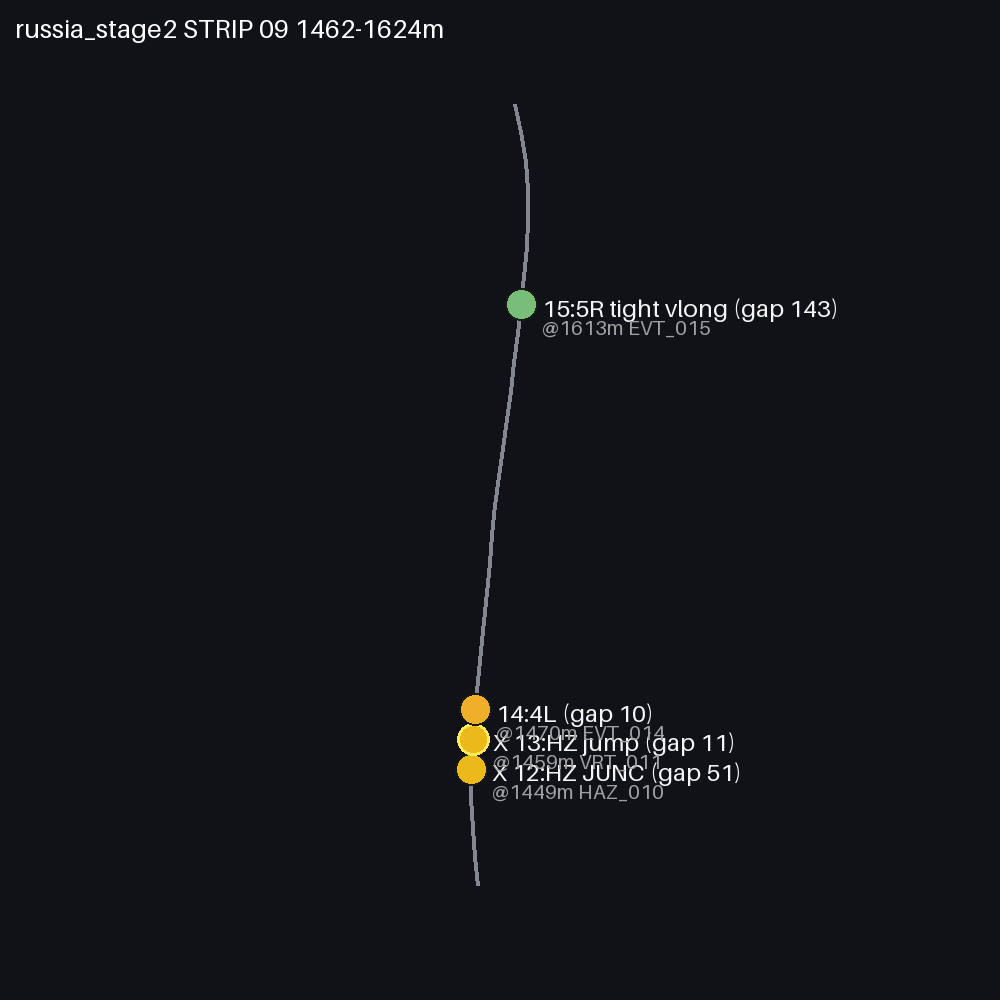 russia_stage2 STRIP 09 1462-1624m
15:5R tight vlong (gap 143)
@1613m EVT_015
14:4L (gap 10)
@1470m EVT_014
X 13:HZ jump (gap 11)
@1459m VRT_011
X 12:HZ JUNC (gap 51)
@1449m HAZ_010